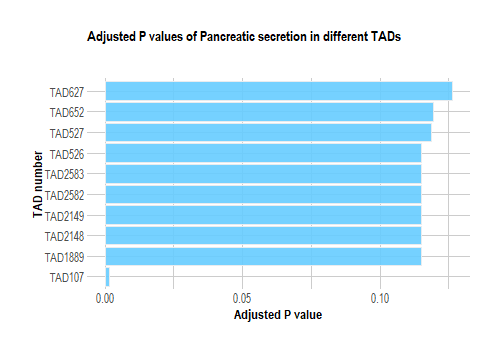 Adjusted P values of Pancreatic secretion in different TADs
TAD number
TAD627
TAD652
TAD527
TAD526
TAD2583
TAD2582
TAD2149
TAD2148
TAD1889
TAD107
0.00 0.05 0.10
Adjusted P value